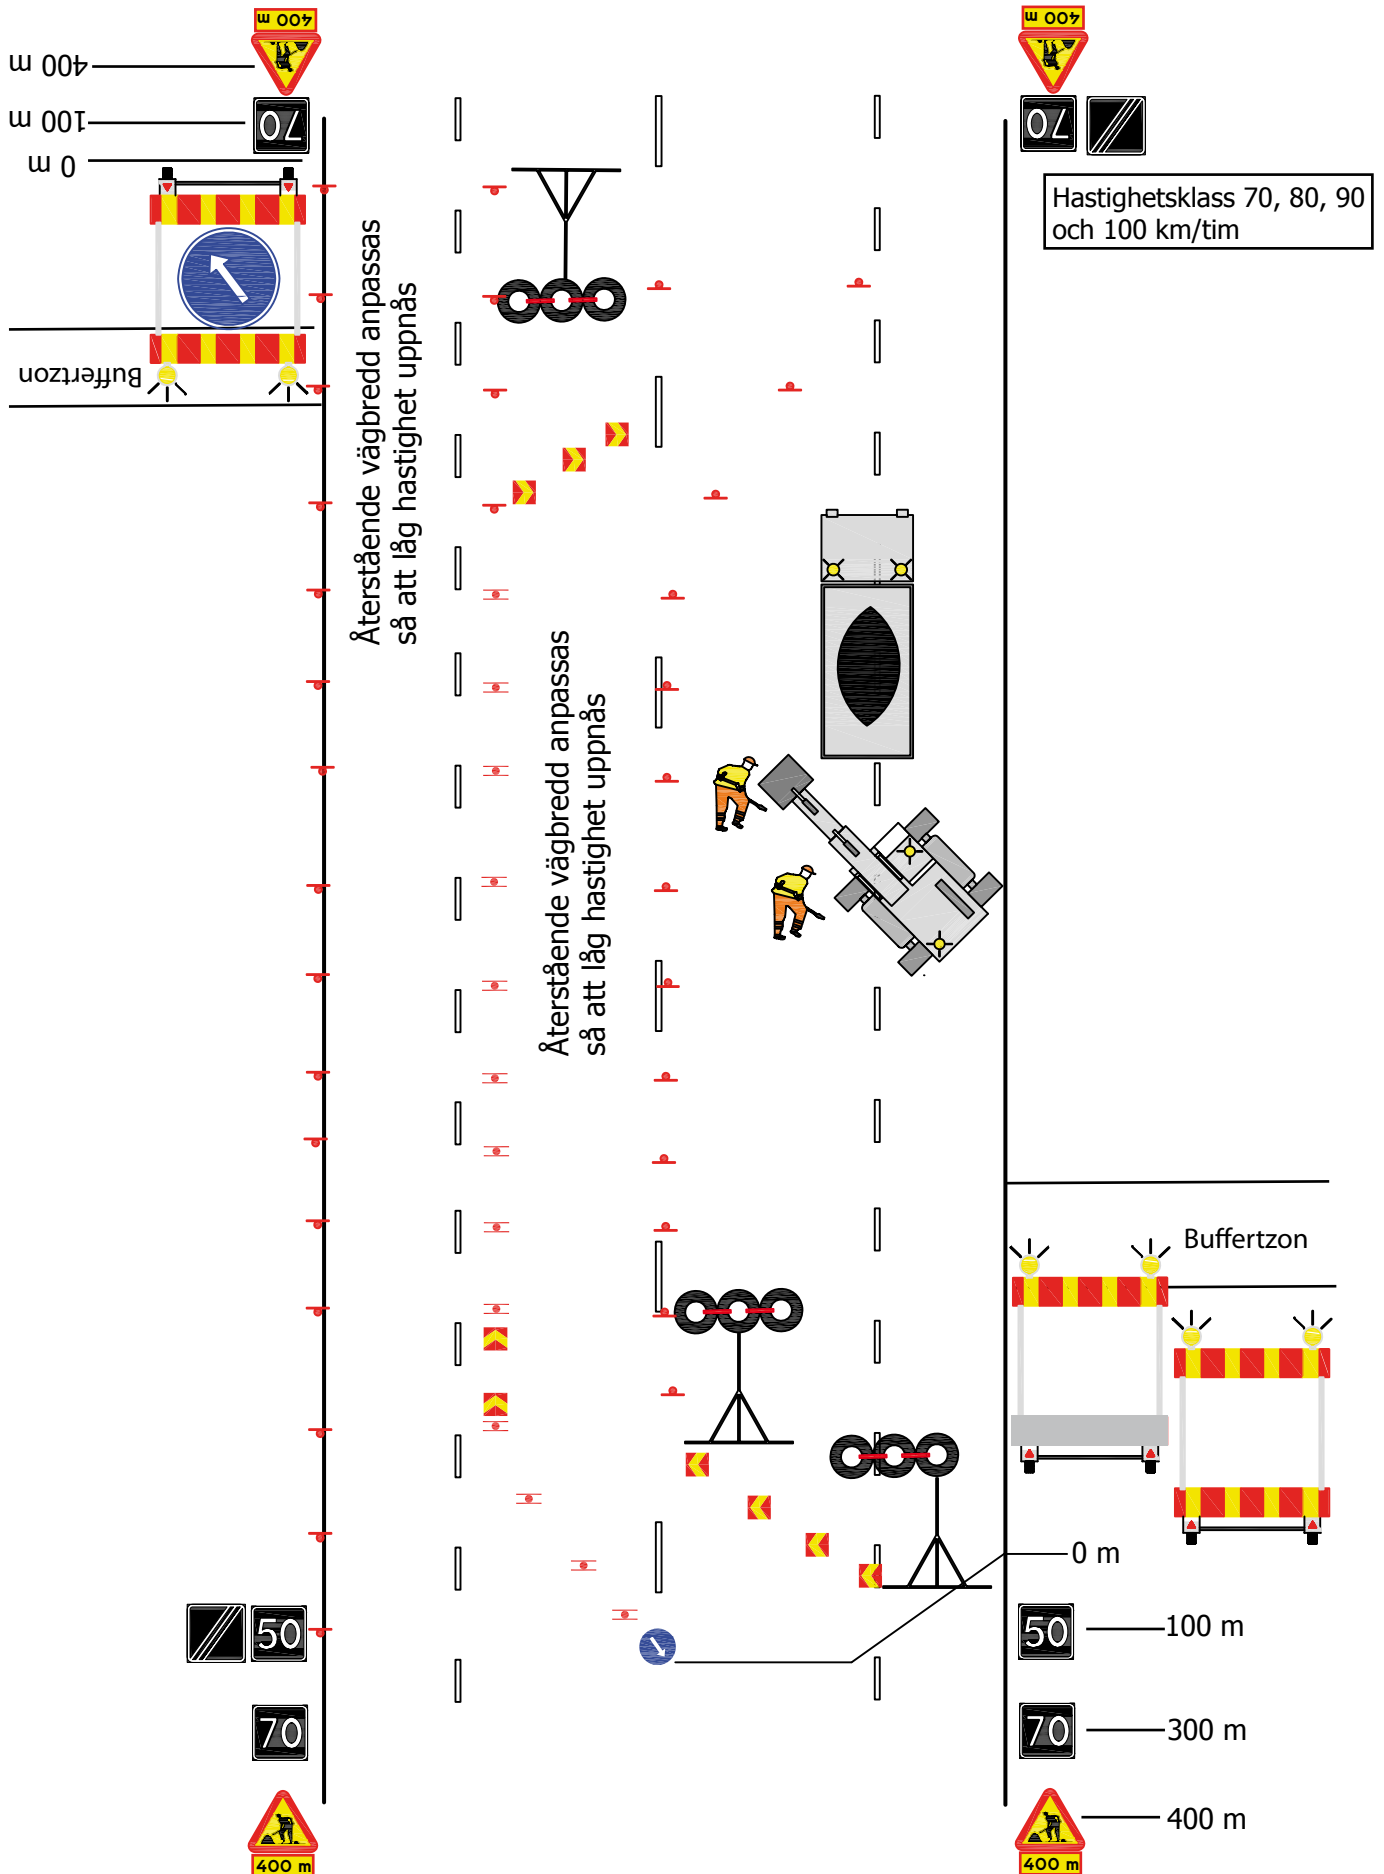 400 m
400 m
400 m
100 m
70
70
0 m
Hastighetsklass 70, 80, 90
och 100 km/tim
Buffertzon
Återstående vägbredd anpassas
så att låg hastighet uppnås
Återstående vägbredd anpassas
så att låg hastighet uppnås
Buffertzon
0 m
50
50
100 m
70
70
300 m
400 m
400 m
400 m